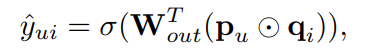 ŷ_{ui} = σ(𝐖_{out}^T(𝐩_u ⊙ 𝐪_i)),